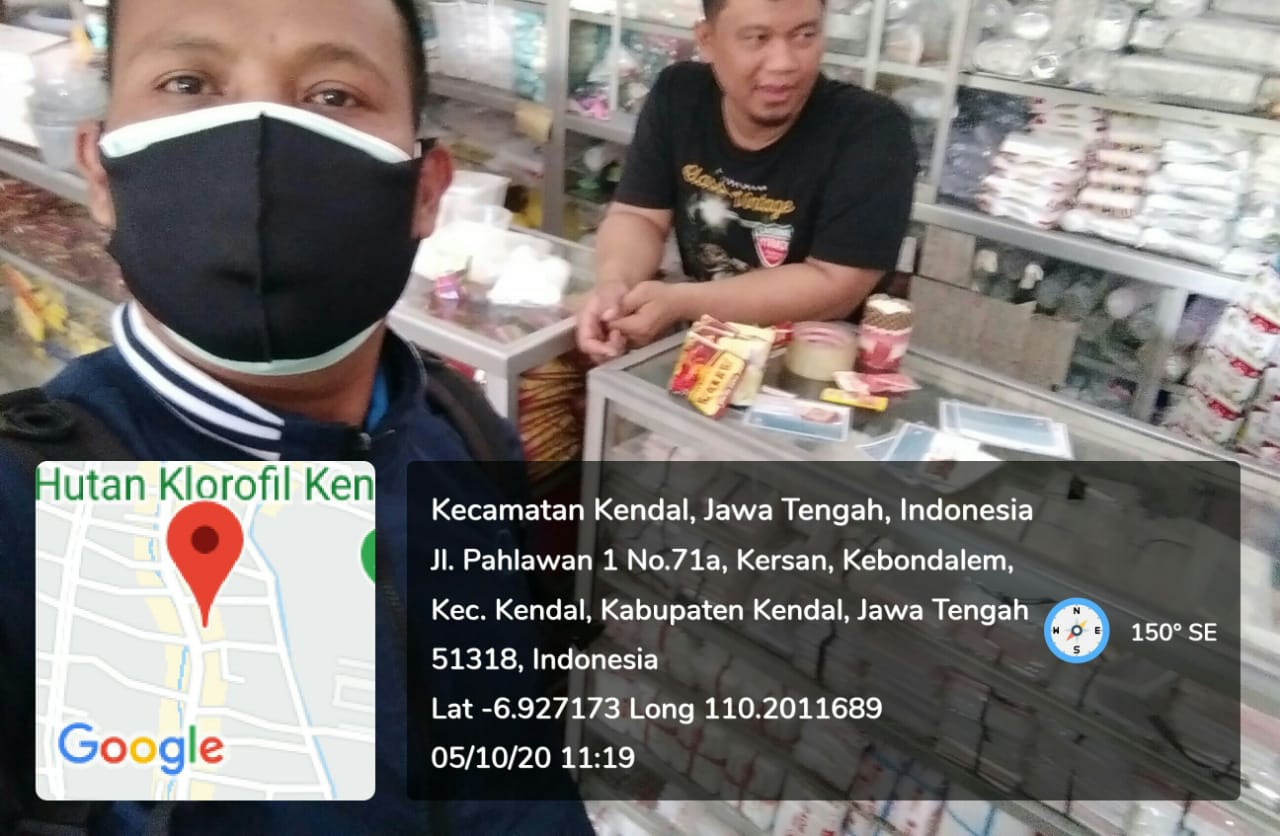 Classic Vintage
Hutan Klorofil Ken
Google
Kecamatan Kendal, Jawa Tengah, Indonesia
Jl. Pahlawan 1 No.71a, Kersan, Kebondalem,
Kec. Kendal, Kabupaten Kendal, Jawa Tengah
51318, Indonesia
Lat -6.927173 Long 110.2011689
05/10/20 11:19
N
W E
S
150° SE